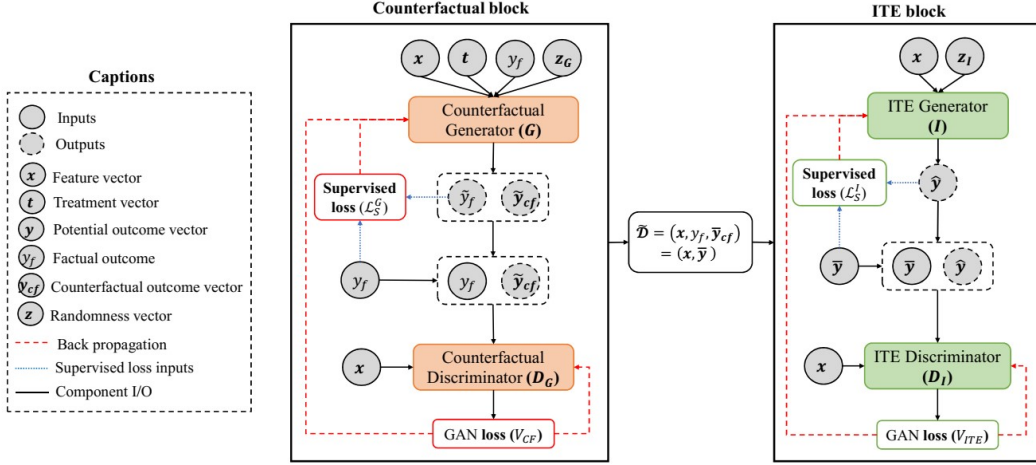 Captions
Inputs
Outputs
x Feature vector
t Treatment vector
y Potential outcome vector
y_f Factual outcome
y_cf Counterfactual outcome vector
z Randomness vector
Back propagation
Supervised loss inputs
Component I/O
Counterfactual block
x t y_f z_G
Counterfactual
Generator (G)
Supervised
loss (ℒ_S^G)
ỹ_f ỹ_cf
y_f y_f ỹ_cf
x
Counterfactual
Discriminator (D_G)
GAN loss (V_CF)
D̃ = (x, y_f, ȳ_cf)
= (x, ȳ)
ITE block
x z_I
ITE Generator
(I)
Supervised
loss (ℒ_S^I)
ŷ
ȳ ȳ ŷ
x
ITE Discriminator
(D_I)
GAN loss (V_ITE)